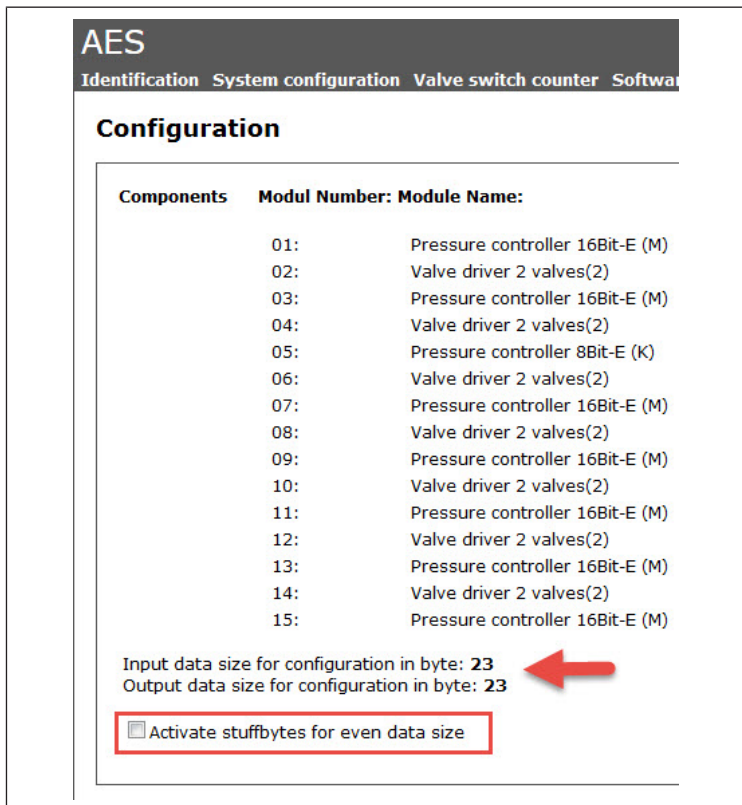 AES
Identification System configuration Valve switch counter Softwar
Configuration
Components Modul Number: Module Name:
01: Pressure controller 16Bit-E (M)
02: Valve driver 2 valves(2)
03: Pressure controller 16Bit-E (M)
04: Valve driver 2 valves(2)
05: Pressure controller 8Bit-E (K)
06: Valve driver 2 valves(2)
07: Pressure controller 16Bit-E (M)
08: Valve driver 2 valves(2)
09: Pressure controller 16Bit-E (M)
10: Valve driver 2 valves(2)
11: Pressure controller 16Bit-E (M)
12: Valve driver 2 valves(2)
13: Pressure controller 16Bit-E (M)
14: Valve driver 2 valves(2)
15: Pressure controller 16Bit-E (M)
Input data size for configuration in byte: 23
Output data size for configuration in byte: 23
Activate stuffbytes for even data size